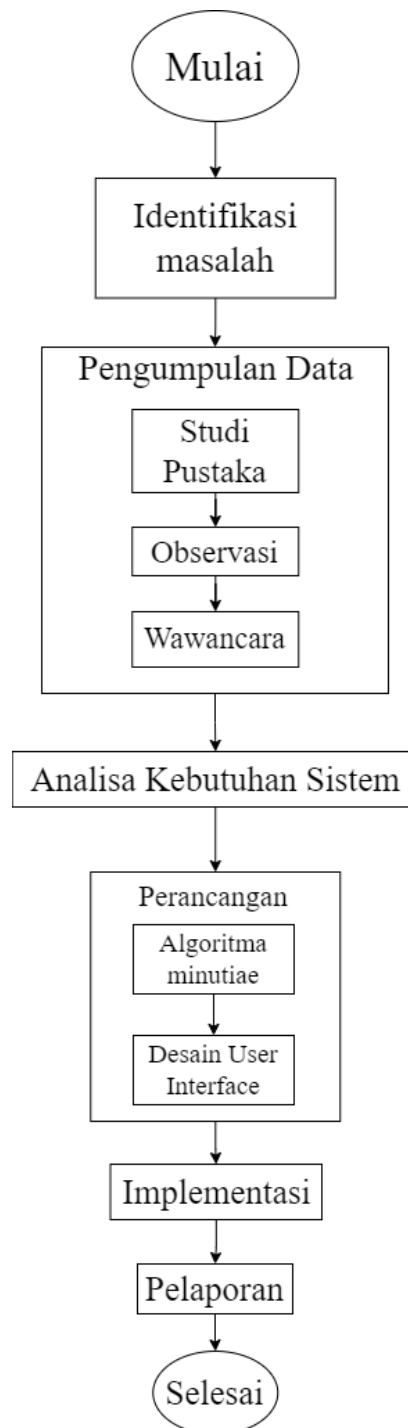 Mulai
Identifikasi
masalah
Pengumpulan Data
Studi
Pustaka
Observasi
Wawancara
Analisa Kebutuhan Sistem
Perancangan
Algoritma
minutiae
Desain User
Interface
Implementasi
Pelaporan
Selesai